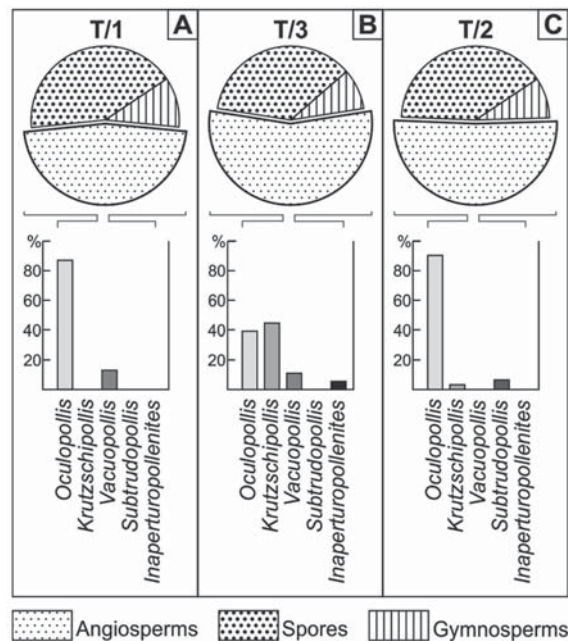 T/1 A
T/3 B
T/2 C
%
80
60
40
20
Oculopollis
Krutzschipollis
Vacuopollis
Subtrudopollis
Inaperturopollenites
%
80
60
40
20
Oculopollis
Krutzschipollis
Vacuopollis
Subtrudopollis
Inaperturopollenites
%
80
60
40
20
Oculopollis
Krutzschipollis
Vacuopollis
Subtrudopollis
Inaperturopollenites
Angiosperms Spores Gymnosperms